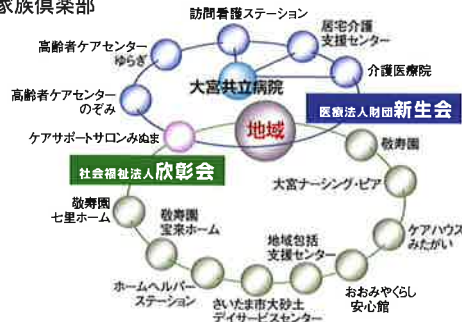 家族倶楽部
訪問看護ステーション
居宅介護
支援センター
高齢者ケアセンター
ゆらぎ
大宮共立病院
介護医療院
高齢者ケアセンター
のぞみ
医療法人財団新生会
地域
ケアサポートサロンみぬま
敬寿園
社会福祉法人欣彰会
大宮ナーシング・ピア
敬寿園
七里ホーム
敬寿園
宝来ホーム
ケアハウス
みたがい
地域包括
支援センター
ホームヘルパー
ステーション
さいたま市大砂土
デイサービスセンター
おおみやくらし
安心館